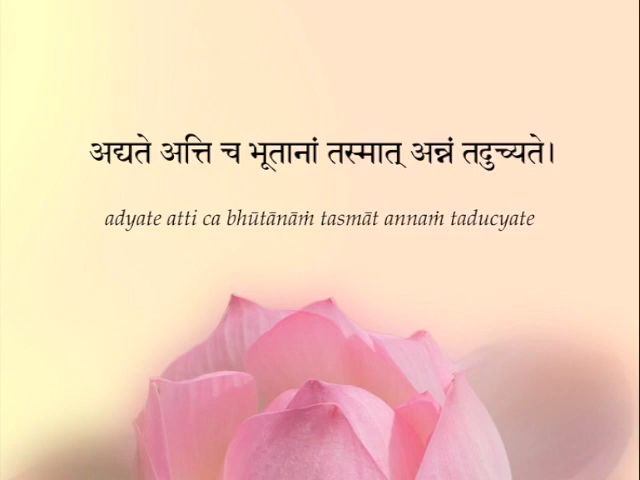 अद्यते अत्ति च भूतानां तस्मात् अन्नं तदुच्यते।
adyate atti ca bhūtānāṁ tasmāt annaṁ taducyate